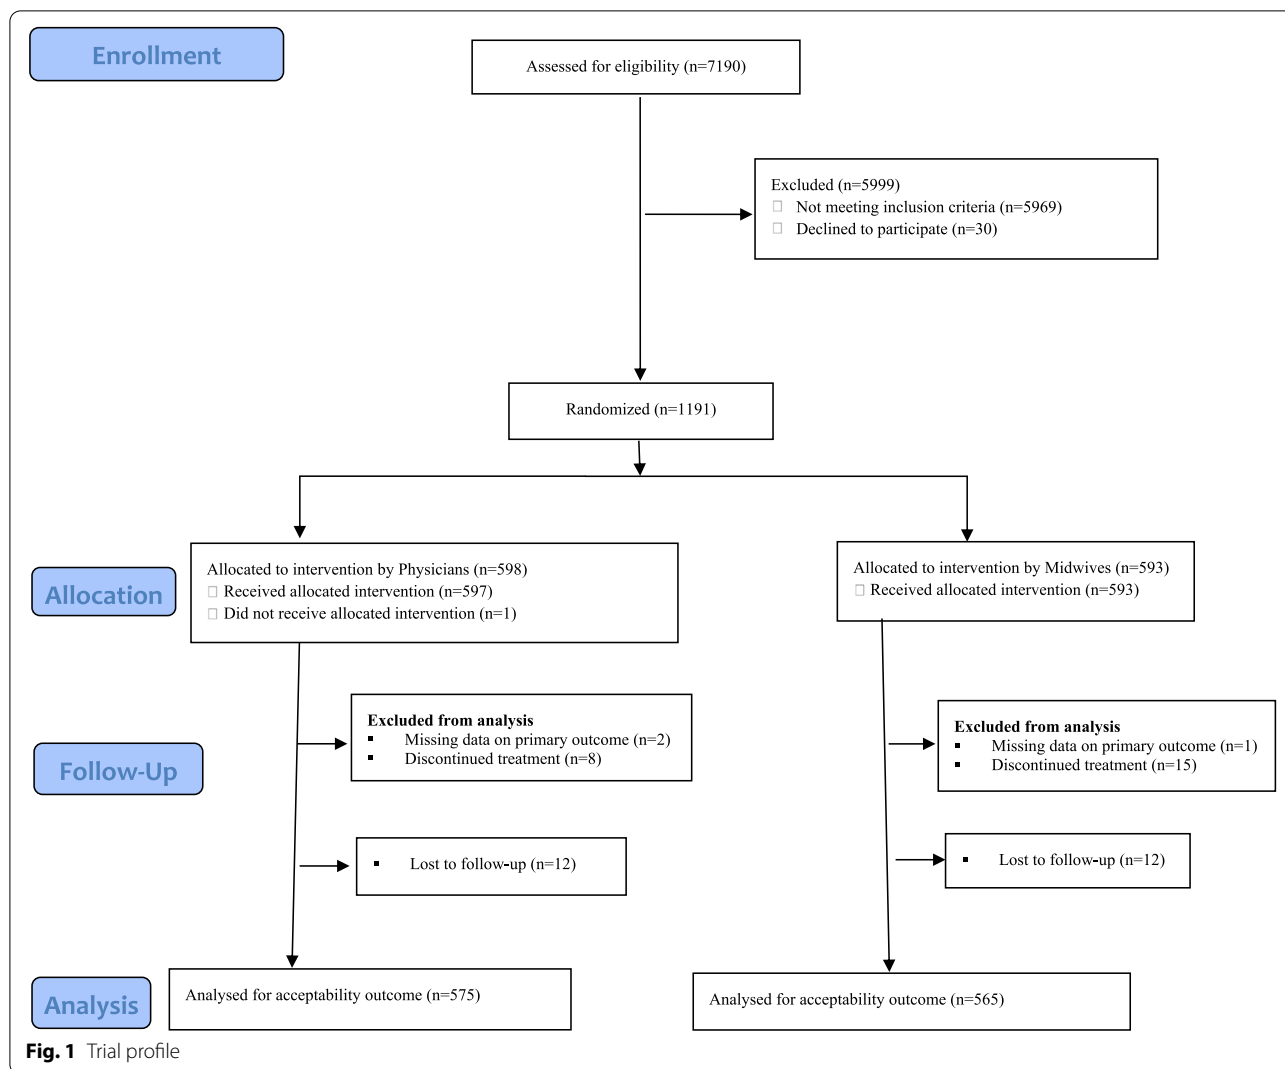 Enrollment
Assessed for eligibility (n=7190)
Excluded (n=5999)
Not meeting inclusion criteria (n=5969)
Declined to participate (n=30)
Randomized (n=1191)
Allocation
Allocated to intervention by Physicians (n=598)
Received allocated intervention (n=597)
Did not receive allocated intervention (n=1)
Allocated to intervention by Midwives (n=593)
Received allocated intervention (n=593)
Follow-Up
Excluded from analysis
▪ Missing data on primary outcome (n=2)
▪ Discontinued treatment (n=8)
Excluded from analysis
▪ Missing data on primary outcome (n=1)
▪ Discontinued treatment (n=15)
▪ Lost to follow-up (n=12)
▪ Lost to follow-up (n=12)
Analysis
Analysed for acceptability outcome (n=575)
Analysed for acceptability outcome (n=565)
Fig. 1 Trial profile